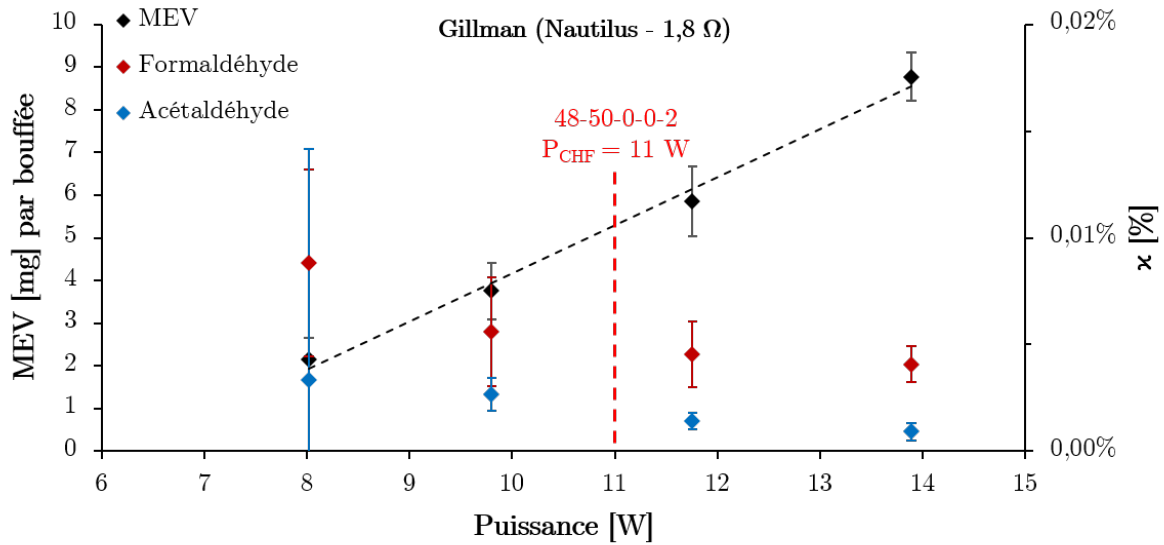 Gillman (Nautilus - 1,8 Ω)
MEV
Formaldéhyde
Acétaldéhyde
48-50-0-0-2
P_CHF = 11 W
MEV [mg] par bouffée
10
9
8
7
6
5
4
3
2
1
0
0,02%
0,01%
0,00%
ϰ [%]
6 7 8 9 10 11 12 13 14 15
Puissance [W]